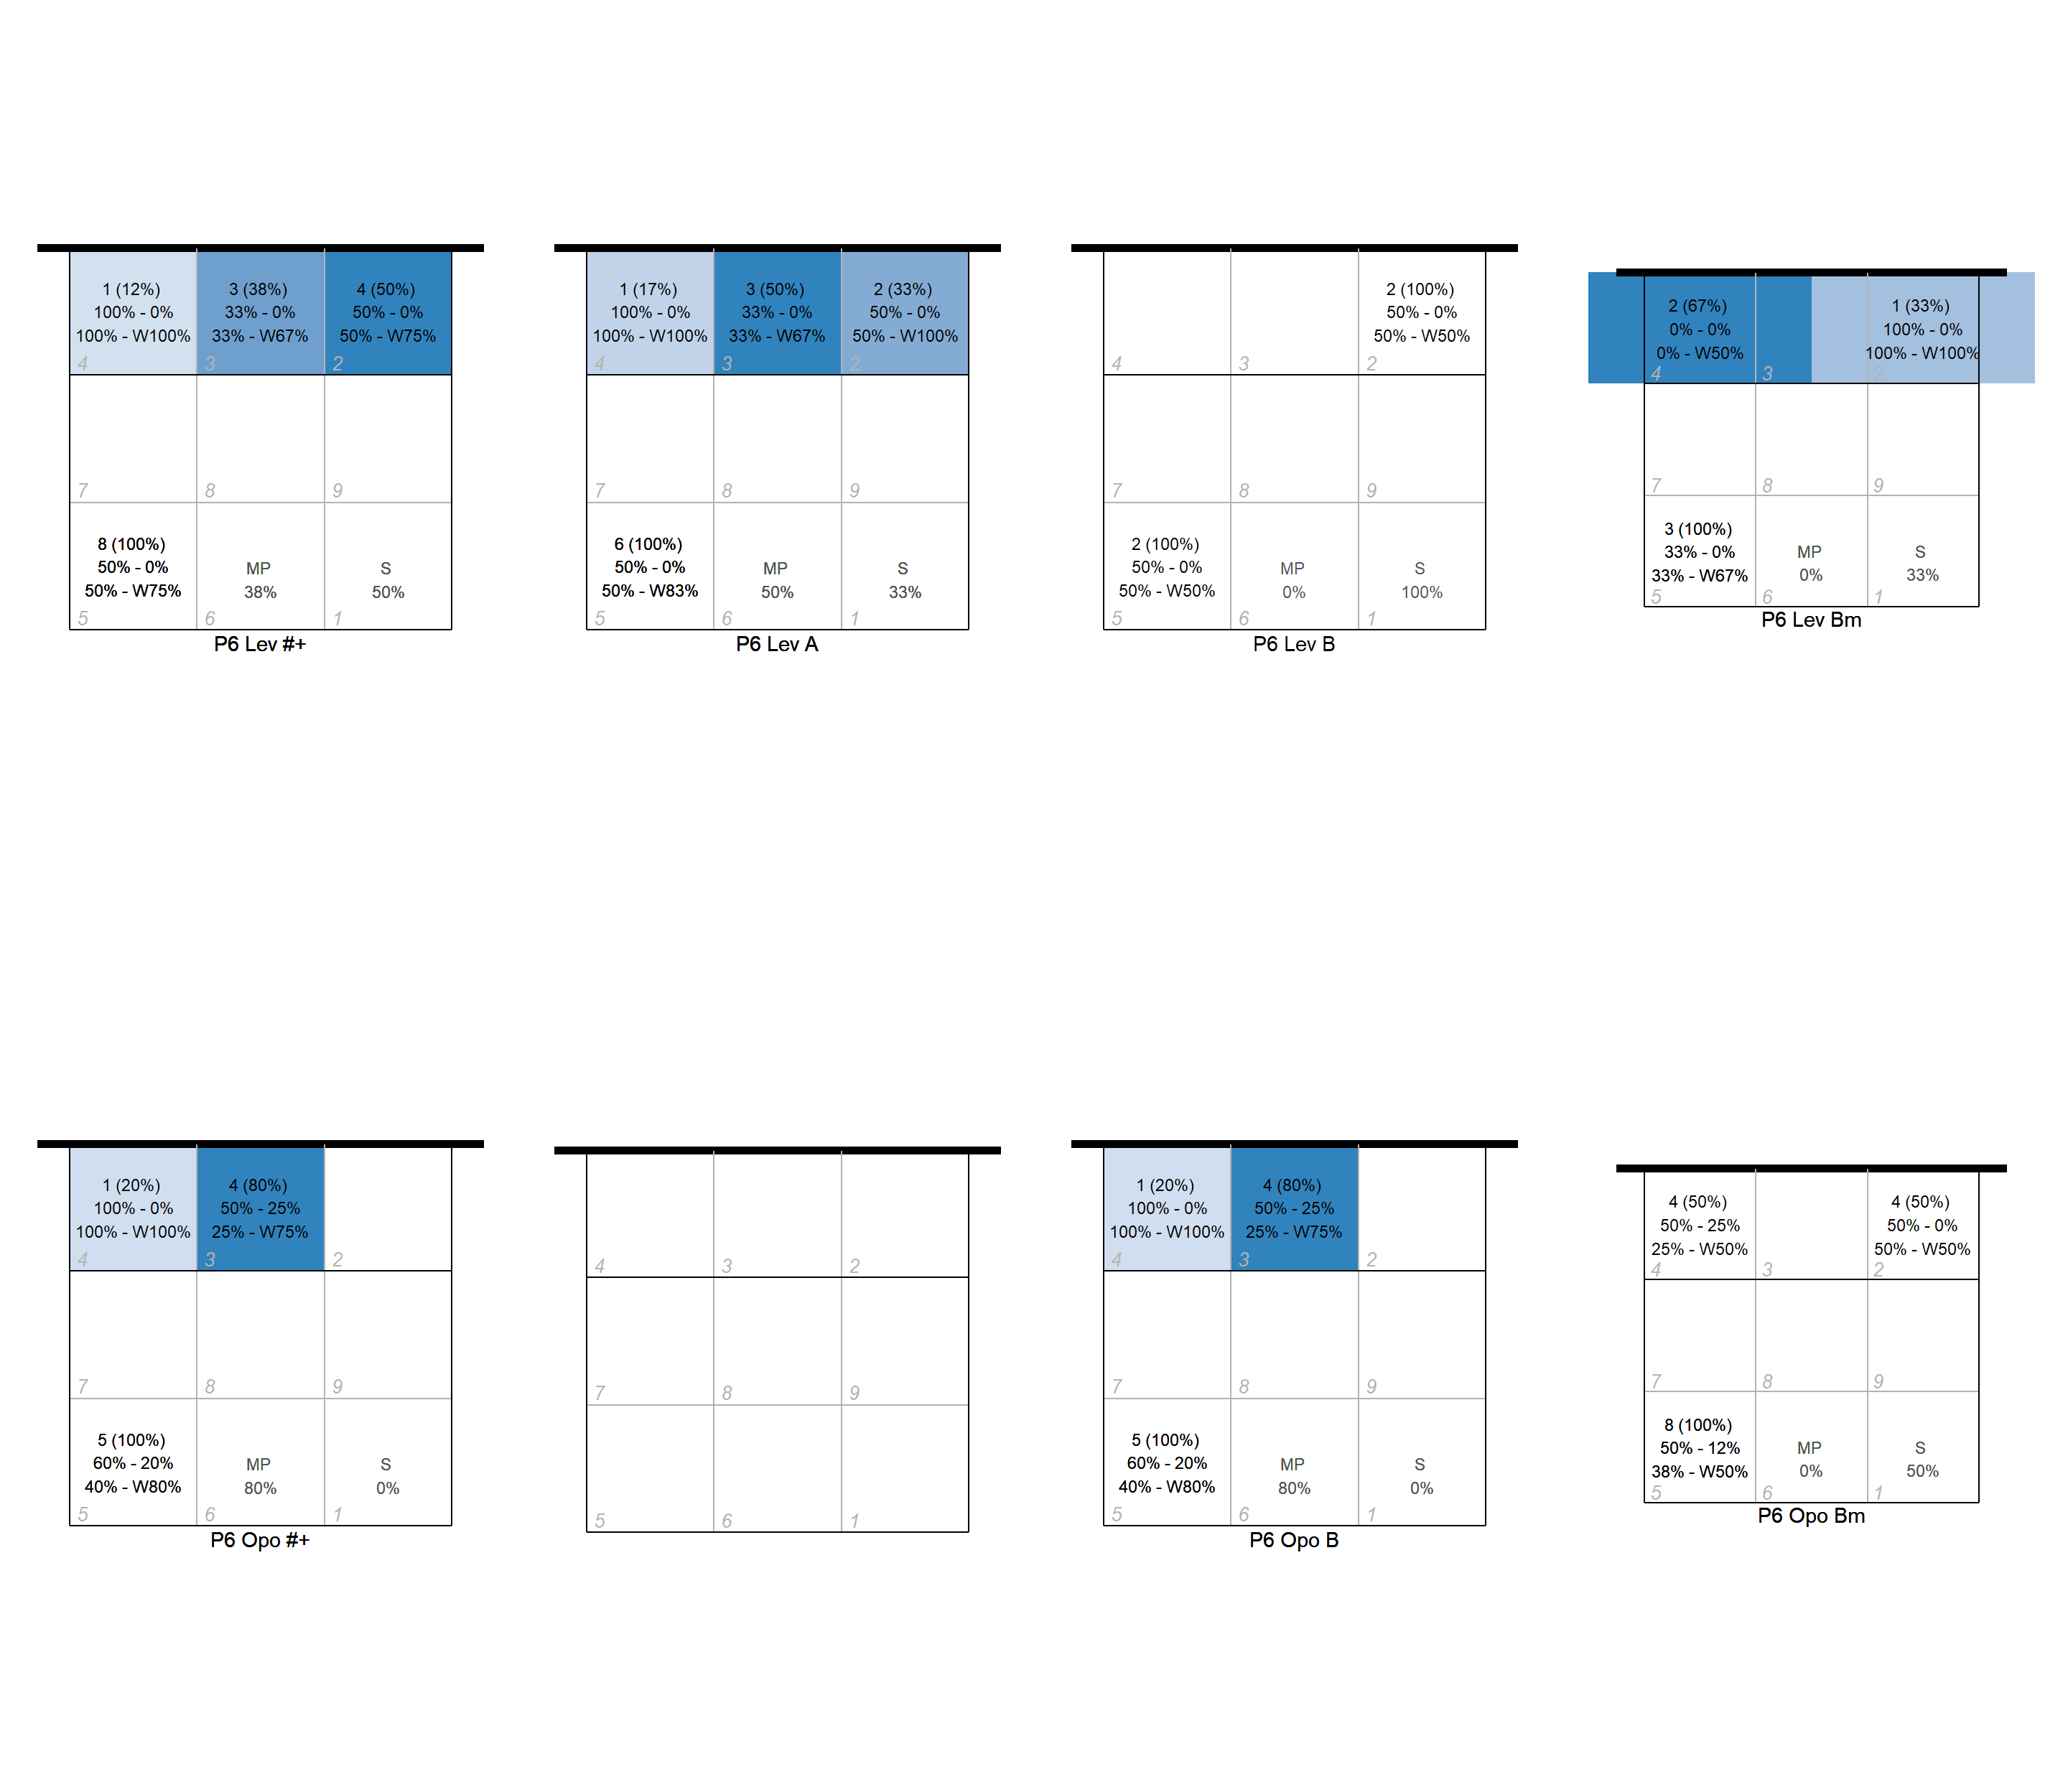 1 (12%)
100% - 0%
100% - W100%
4
3 (38%)
33% - 0%
33% - W67%
3
4 (50%)
50% - 0%
50% - W75%
2
7
8
9
8 (100%)
50% - 0%
50% - W75%
5
MP
38%
6
S
50%
1
P6 Lev #+
1 (17%)
100% - 0%
100% - W100%
4
3 (50%)
33% - 0%
33% - W67%
3
2 (33%)
50% - 0%
50% - W100%
2
7
8
9
6 (100%)
50% - 0%
50% - W83%
5
MP
50%
6
S
33%
1
P6 Lev A
4
3
2 (100%)
50% - 0%
50% - W50%
2
7
8
9
2 (100%)
50% - 0%
50% - W50%
5
MP
0%
6
S
100%
1
P6 Lev B
2 (67%)
0% - 0%
0% - W50%
4
3
1 (33%)
100% - 0%
100% - W100%
2
7
8
9
3 (100%)
33% - 0%
33% - W67%
5
MP
0%
6
S
33%
1
P6 Lev Bm
1 (20%)
100% - 0%
100% - W100%
4
4 (80%)
50% - 25%
25% - W75%
3
2
7
8
9
5 (100%)
60% - 20%
40% - W80%
5
MP
80%
6
S
0%
1
P6 Opo #+
4
3
2
7
8
9
5
6
1
1 (20%)
100% - 0%
100% - W100%
4
4 (80%)
50% - 25%
25% - W75%
3
2
7
8
9
5 (100%)
60% - 20%
40% - W80%
5
MP
80%
6
S
0%
1
P6 Opo B
4 (50%)
50% - 25%
25% - W50%
4
3
4 (50%)
50% - 0%
50% - W50%
2
7
8
9
8 (100%)
50% - 12%
38% - W50%
5
MP
0%
6
S
50%
1
P6 Opo Bm